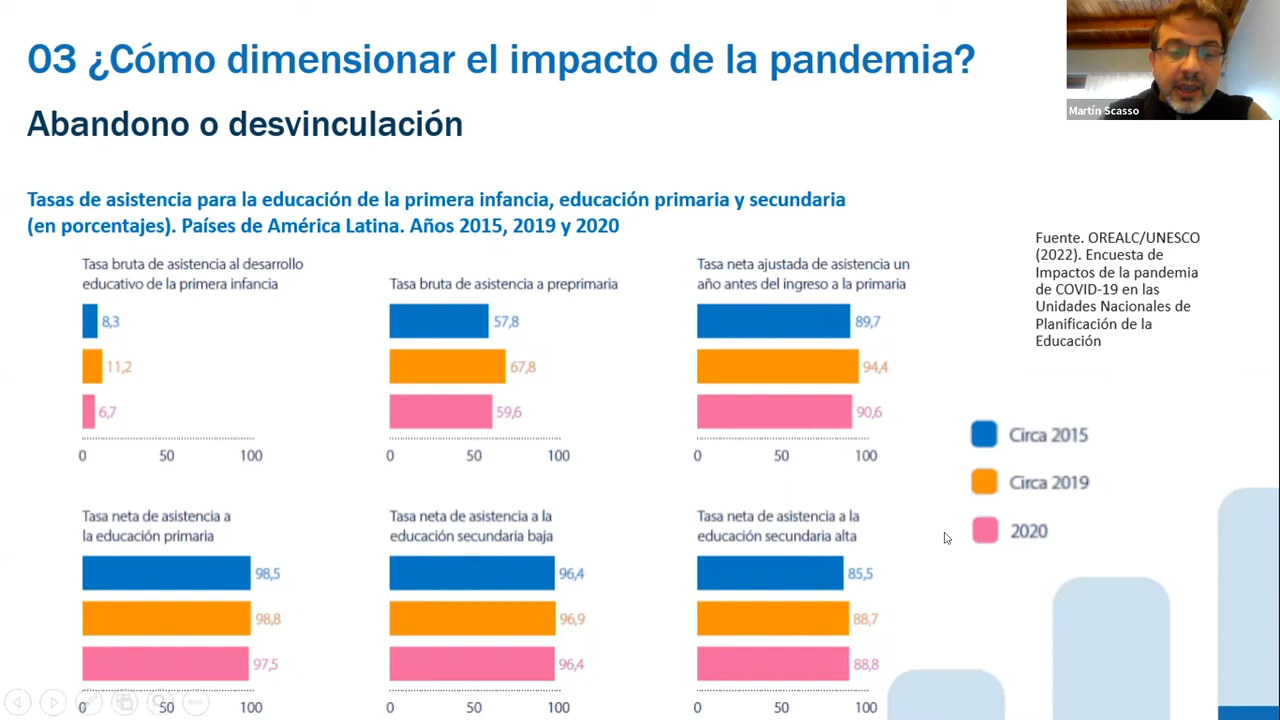 03 ¿Cómo dimensionar el impacto de la pandemia?
Abandono o desvinculación
Martín Scasso
Tasas de asistencia para la educación de la primera infancia, educación primaria y secundaria
(en porcentajes). Países de América Latina. Años 2015, 2019 y 2020
Fuente. OREALC/UNESCO
(2022). Encuesta de
Impactos de la pandemia
de COVID-19 en las
Unidades Nacionales de
Planificación de la
Educación
Tasa bruta de asistencia al desarrollo
educativo de la primera infancia
8,3
11,2
6,7
0 50 100
Tasa bruta de asistencia a preprimaria
57,8
67,8
59,6
0 50 100
Tasa neta ajustada de asistencia un
año antes del ingreso a la primaria
89,7
94,4
90,6
0 50 100
Circa 2015
Circa 2019
2020
Tasa neta de asistencia a
la educación primaria
98,5
98,8
97,5
0 50 100
Tasa neta de asistencia a la
educación secundaria baja
96,4
96,9
96,4
0 50 100
Tasa neta de asistencia a la
educación secundaria alta
85,5
88,7
88,8
0 50 100